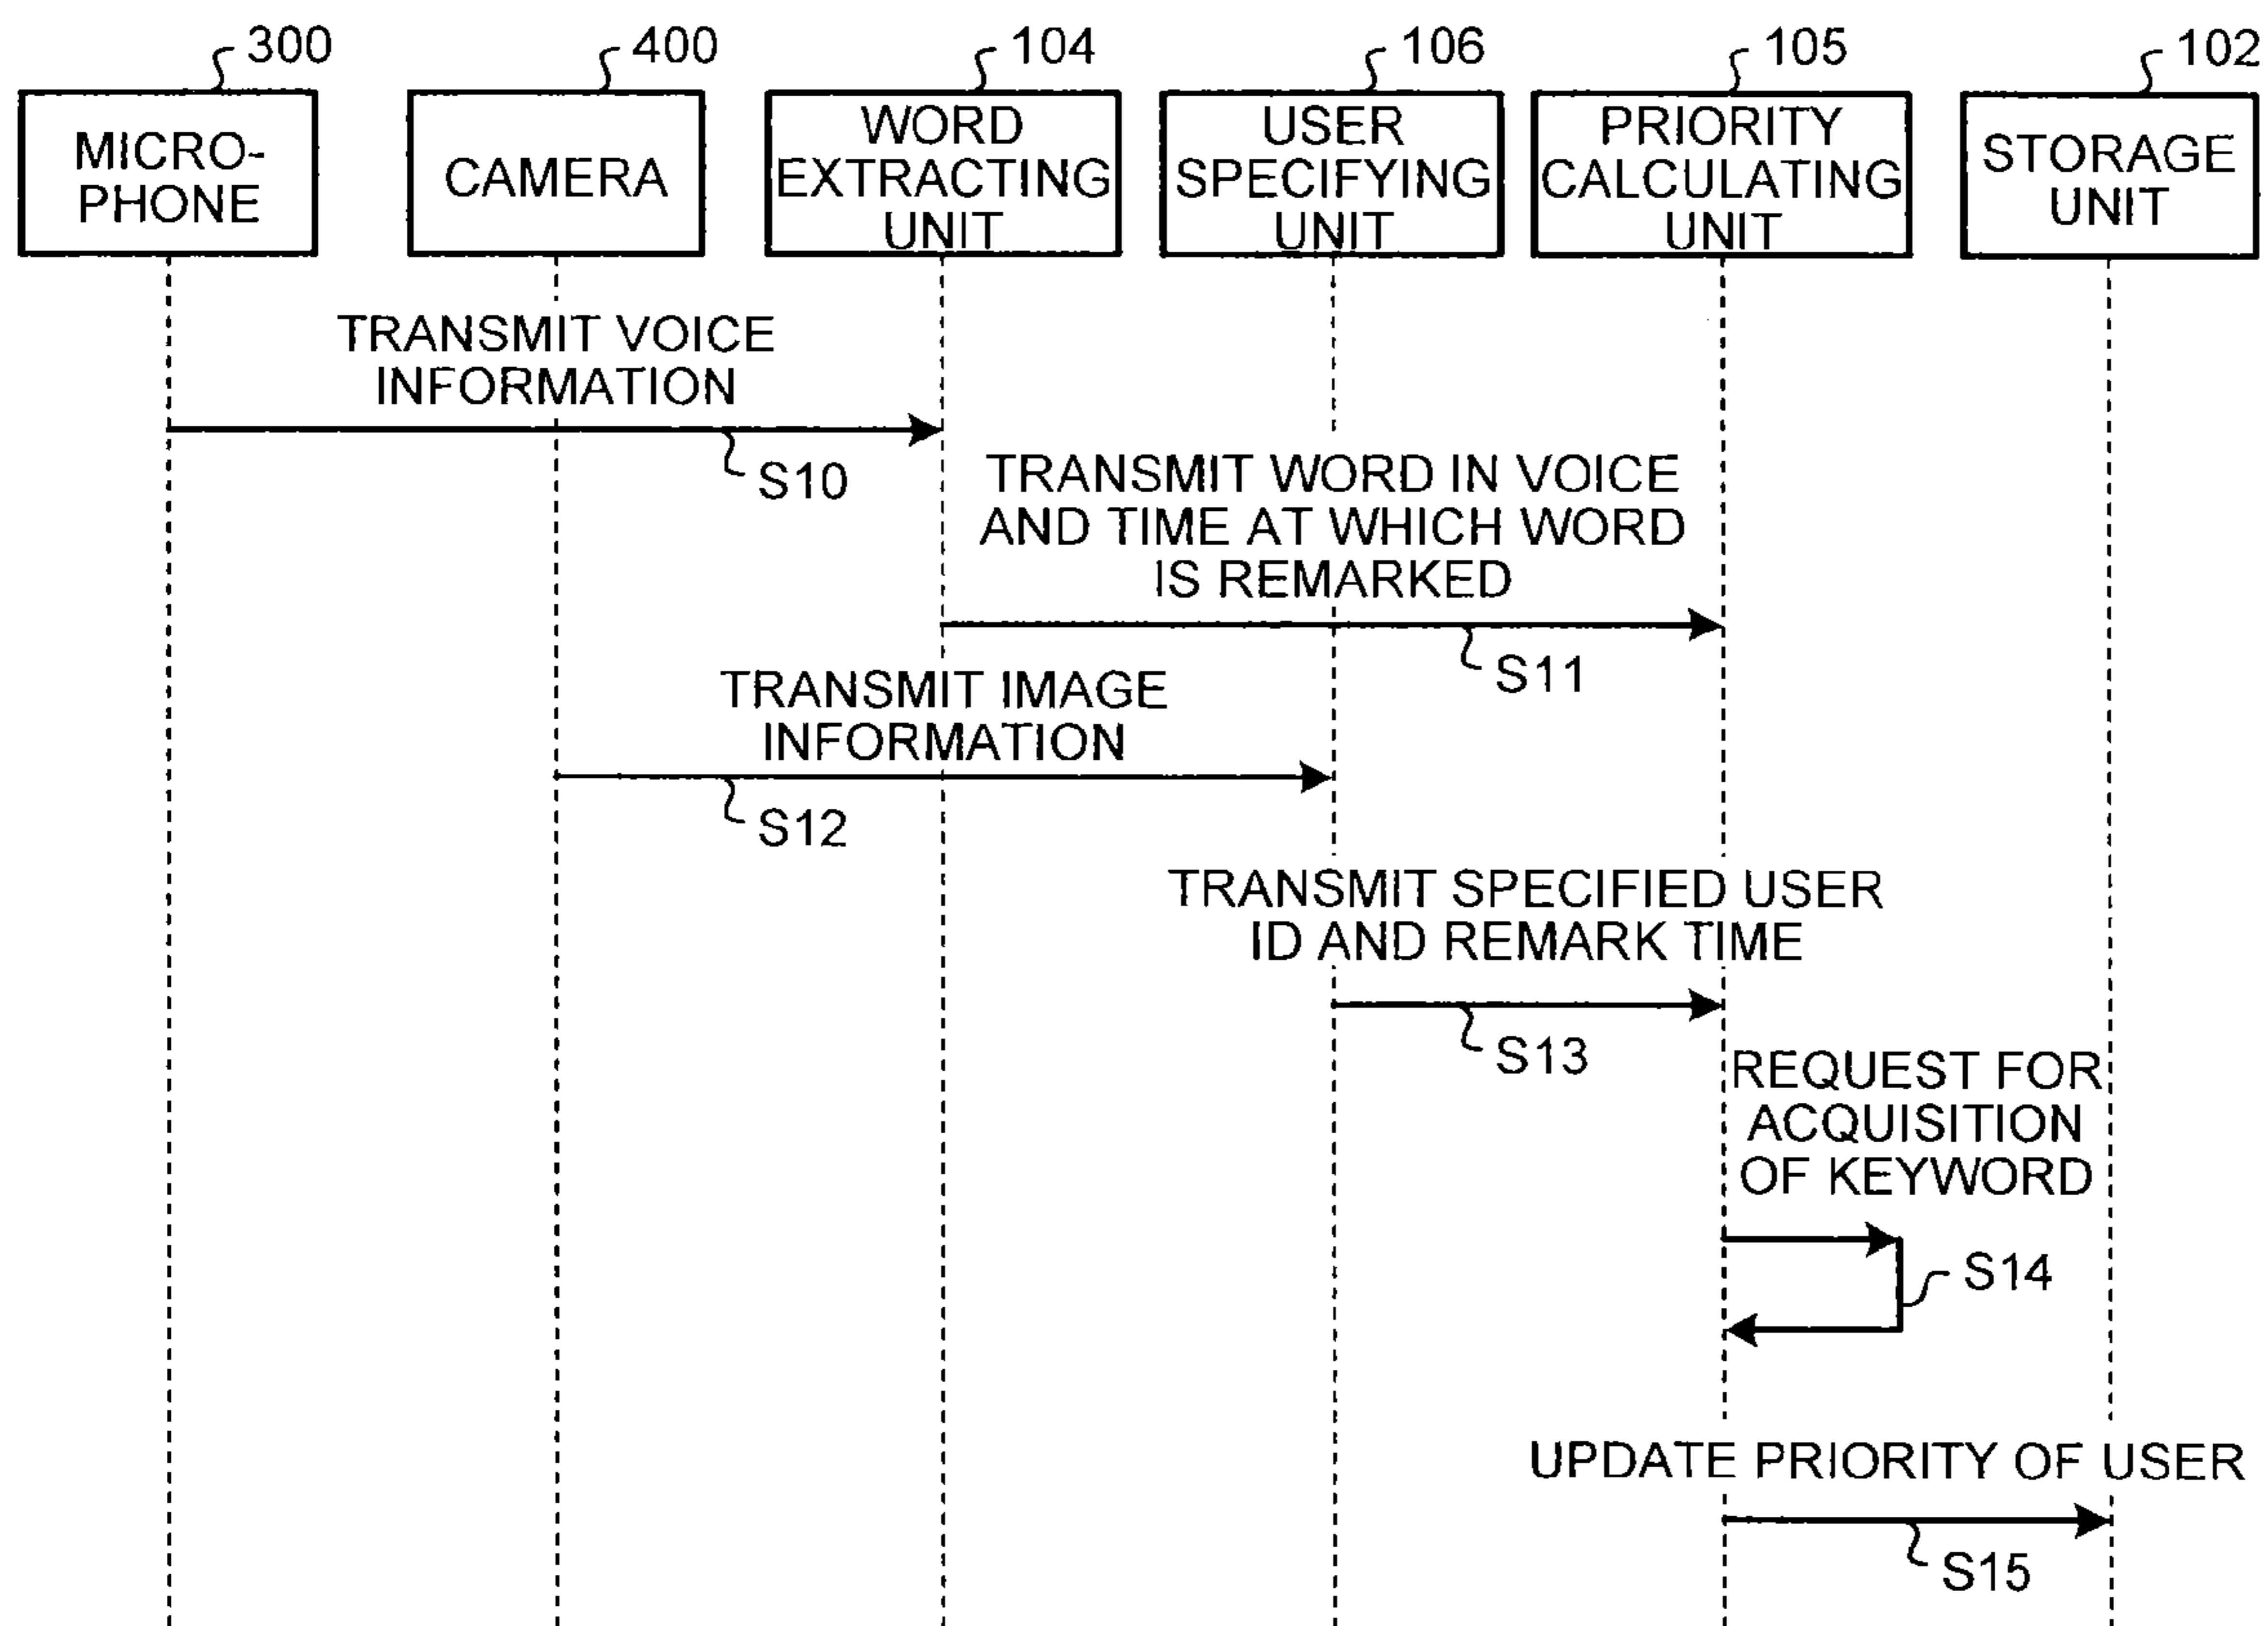 300
400
104
106
105
102
MICRO-
PHONE
CAMERA
WORD
EXTRACTING
UNIT
USER
SPECIFYING
UNIT
PRIORITY
CALCULATING
UNIT
STORAGE
UNIT
TRANSMIT VOICE
INFORMATION
S10
TRANSMIT WORD IN VOICE
AND TIME AT WHICH WORD
IS REMARKED
S11
TRANSMIT IMAGE
INFORMATION
S12
TRANSMIT SPECIFIED USER
ID AND REMARK TIME
S13
REQUEST FOR
ACQUISITION
OF KEYWORD
S14
UPDATE PRIORITY OF USER
S15